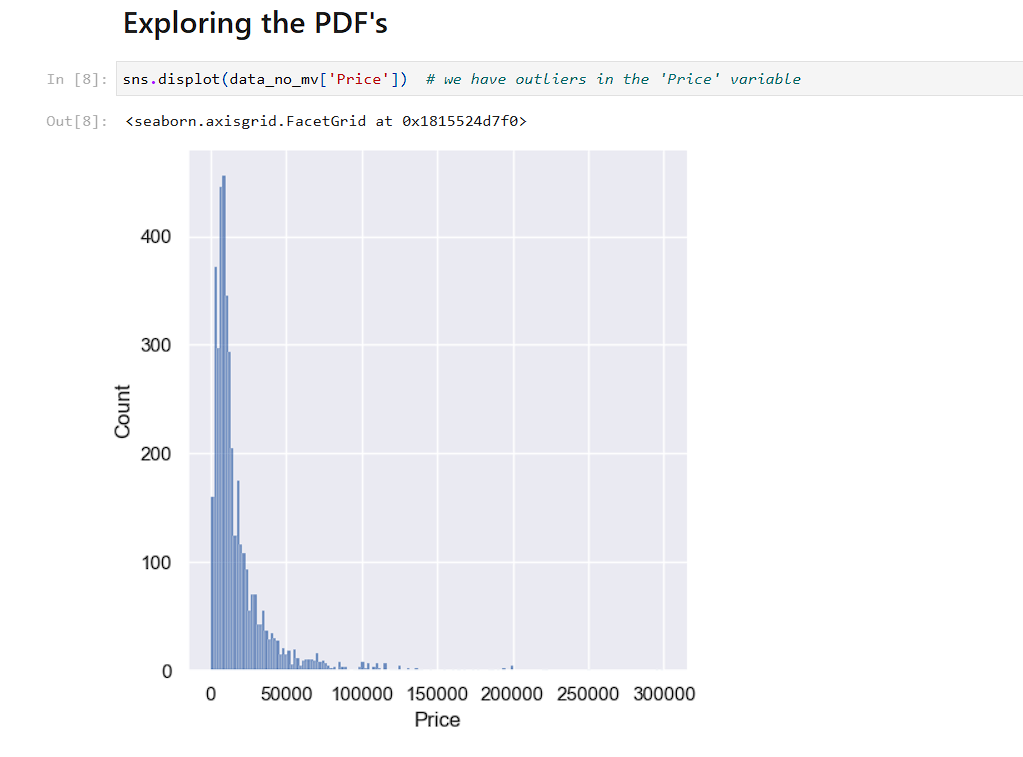 Exploring the PDF's
In [8]: sns.displot(data_no_mv['Price'])  # we have outliers in the 'Price' variable
Out[8]: <seaborn.axisgrid.FacetGrid at 0x1815524d7f0>
400
300
200
100
0
Count
0 50000 100000 150000 200000 250000 300000
Price